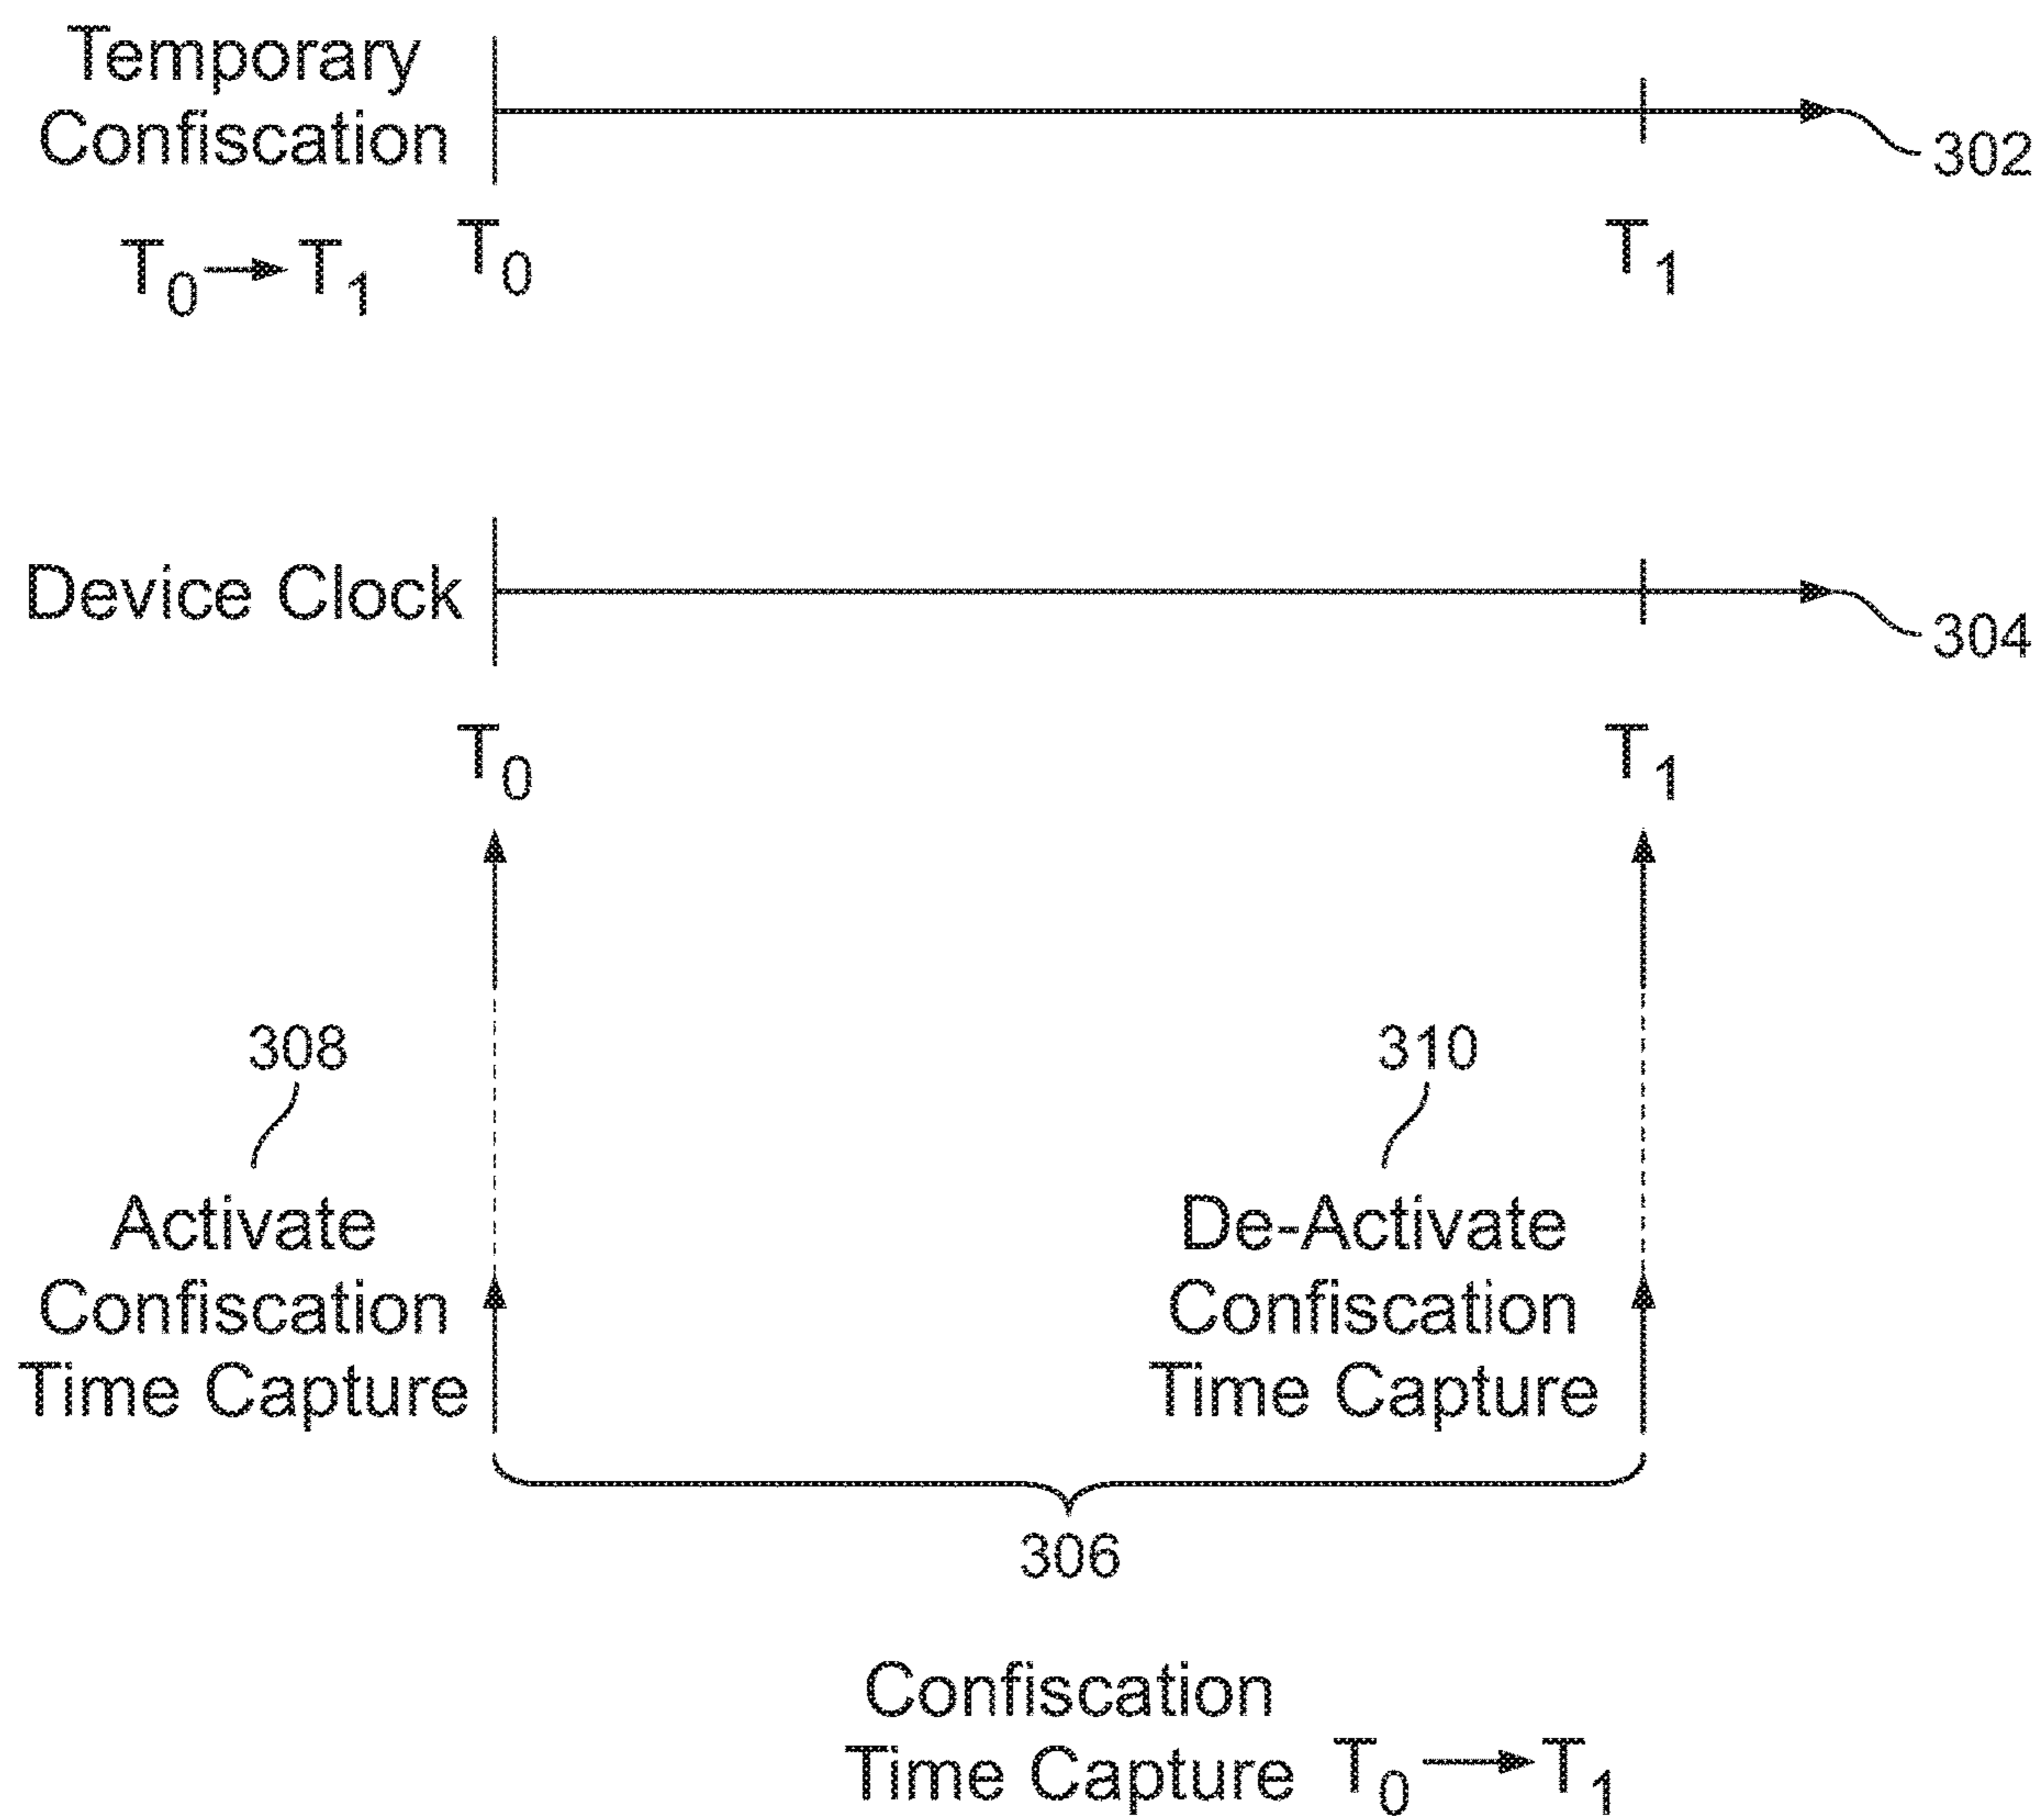 Temporary
Confiscation
302
T0 → T1
T0
T1
Device Clock
304
T0
T1
308
310
Activate
Confiscation
Time Capture
De-Activate
Confiscation
Time Capture
306
Confiscation
Time Capture T0 → T1